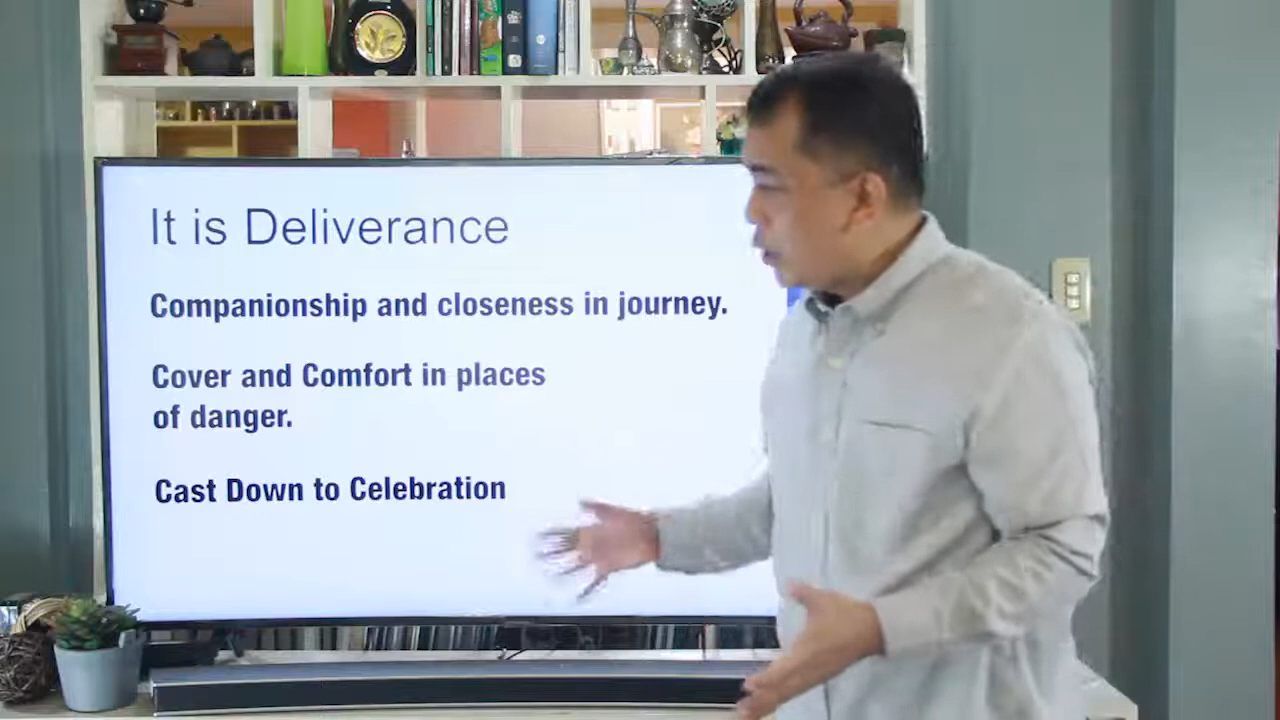 It is Deliverance
Companionship and closeness in journey.
Cover and Comfort in places
of danger.
Cast Down to Celebration